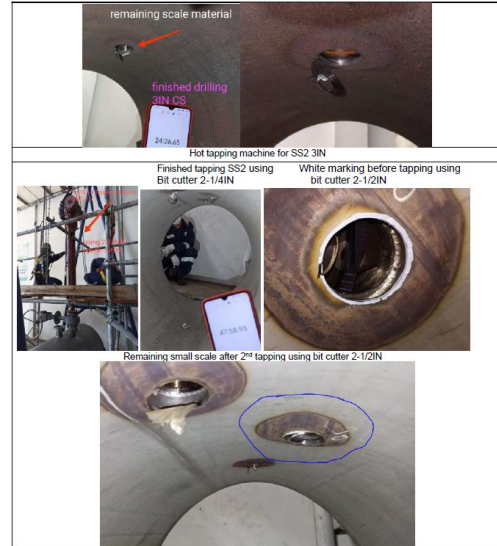 remaining scale material
finished drilling
3IN CS
24:26.65
Hot tapping machine for SS2 3IN
Finished tapping SS2 using
Bit cutter 2-1/4IN
White marking before tapping using
bit cutter 2-1/2IN
47:58.95
Remaining small scale after 2nd tapping using bit cutter 2-1/2IN